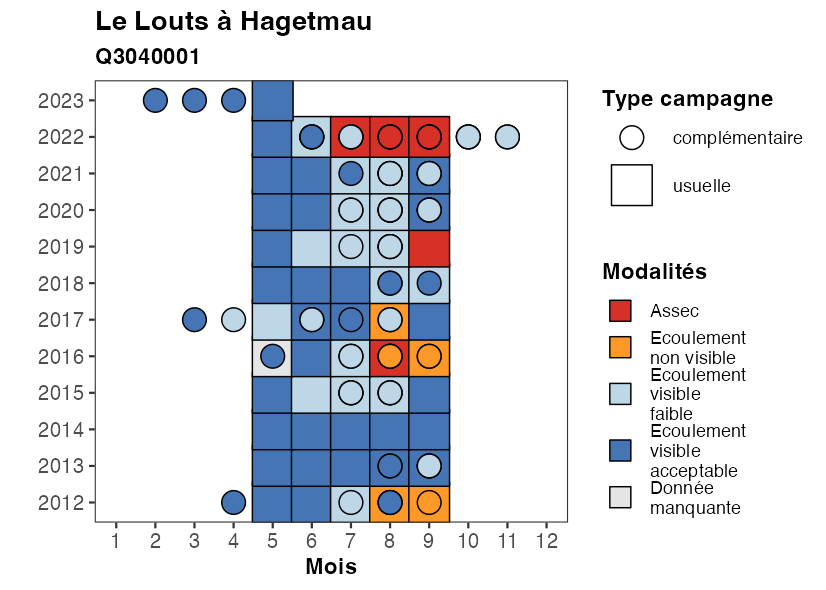 Le Louts à Hagetmau
Q3040001
2023
2022
2021
2020
2019
2018
2017
2016
2015
2014
2013
2012
1 2 3 4 5 6 7 8 9 10 11 12
Mois
Type campagne
complémentaire
usuelle
Modalités
Assec
Ecoulement
non visible
Ecoulement
visible
faible
Ecoulement
visible
acceptable
Donnée
manquante